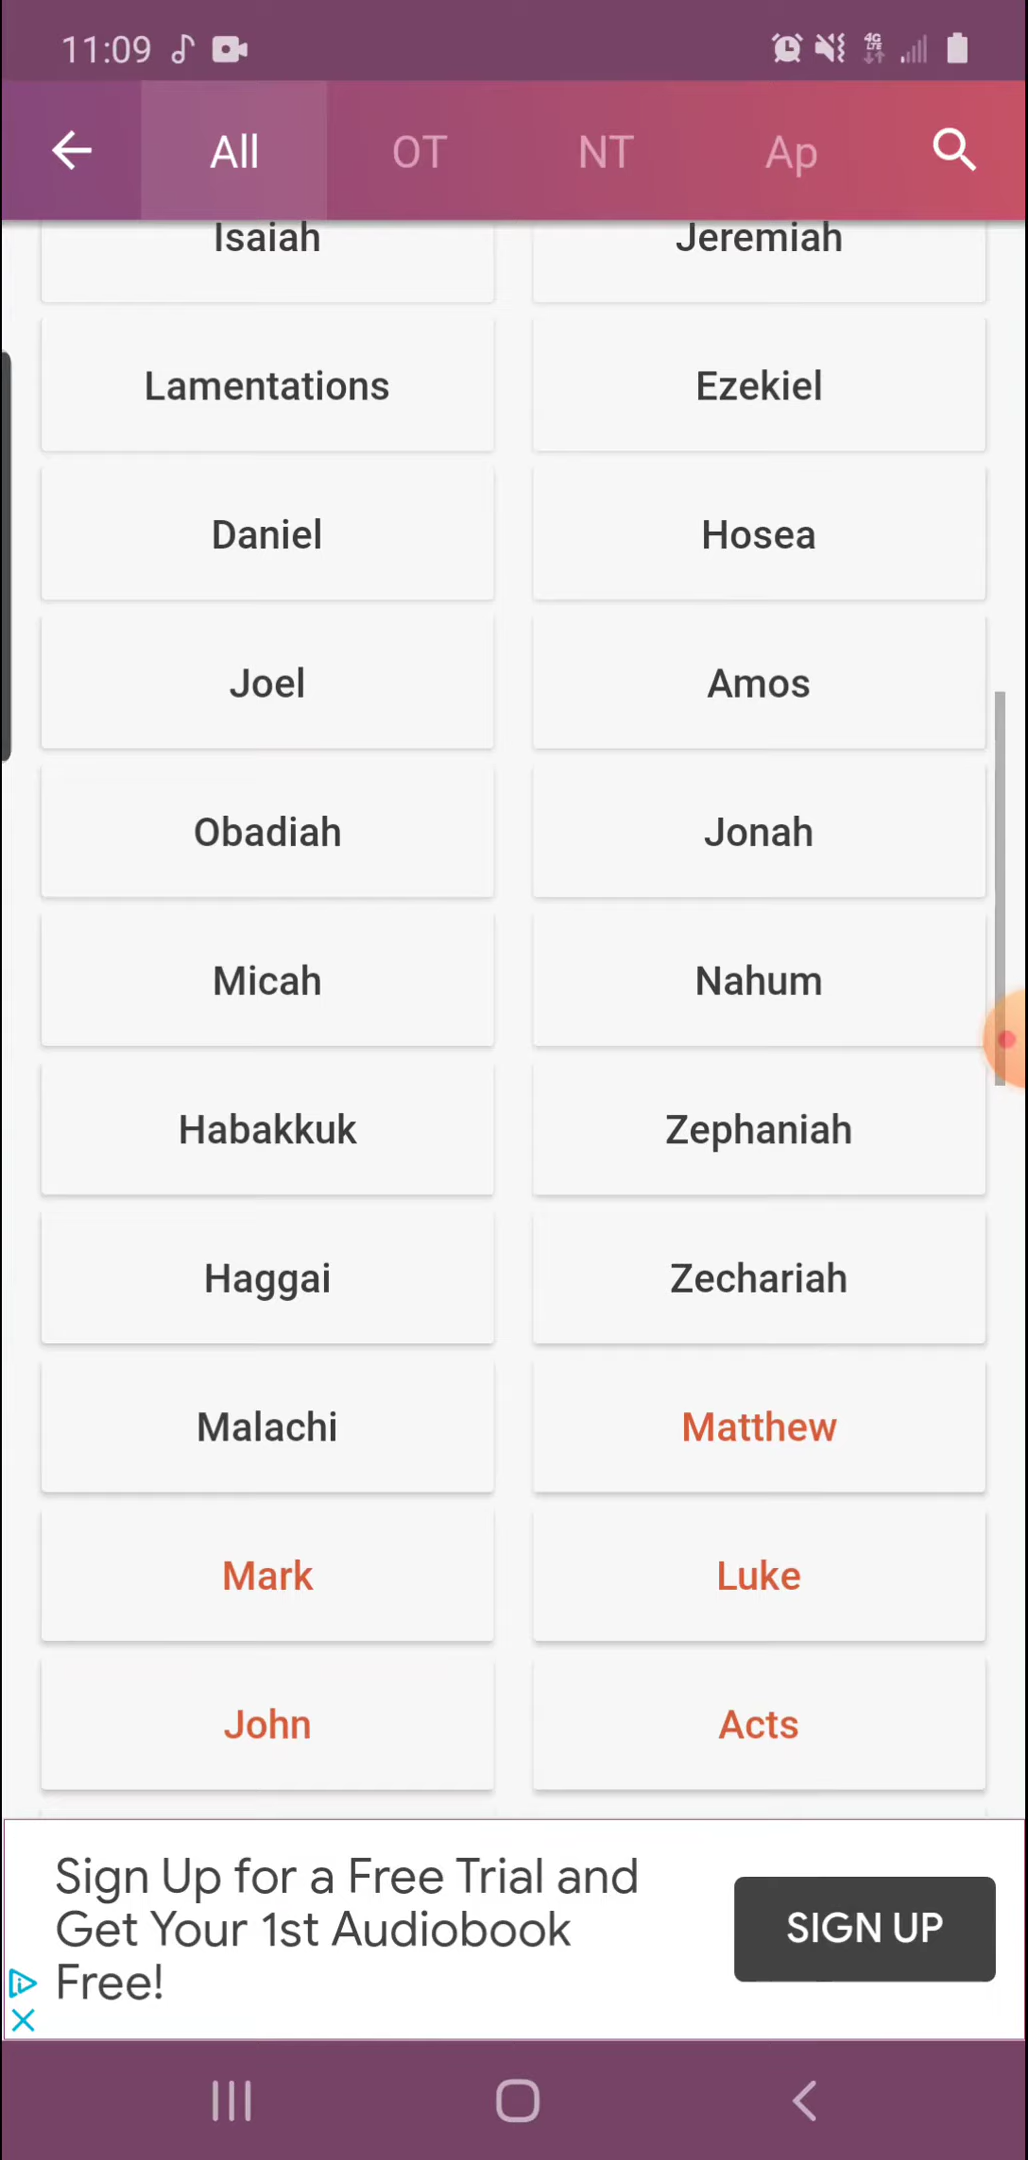 11:09
4G
LTE
All OT NT Ap
Isaiah Jeremiah
Lamentations Ezekiel
Daniel Hosea
Joel Amos
Obadiah Jonah
Micah Nahum
Habakkuk Zephaniah
Haggai Zechariah
Malachi Matthew
Mark Luke
John Acts
Sign Up for a Free Trial and
Get Your 1st Audiobook
Free!
SIGN UP